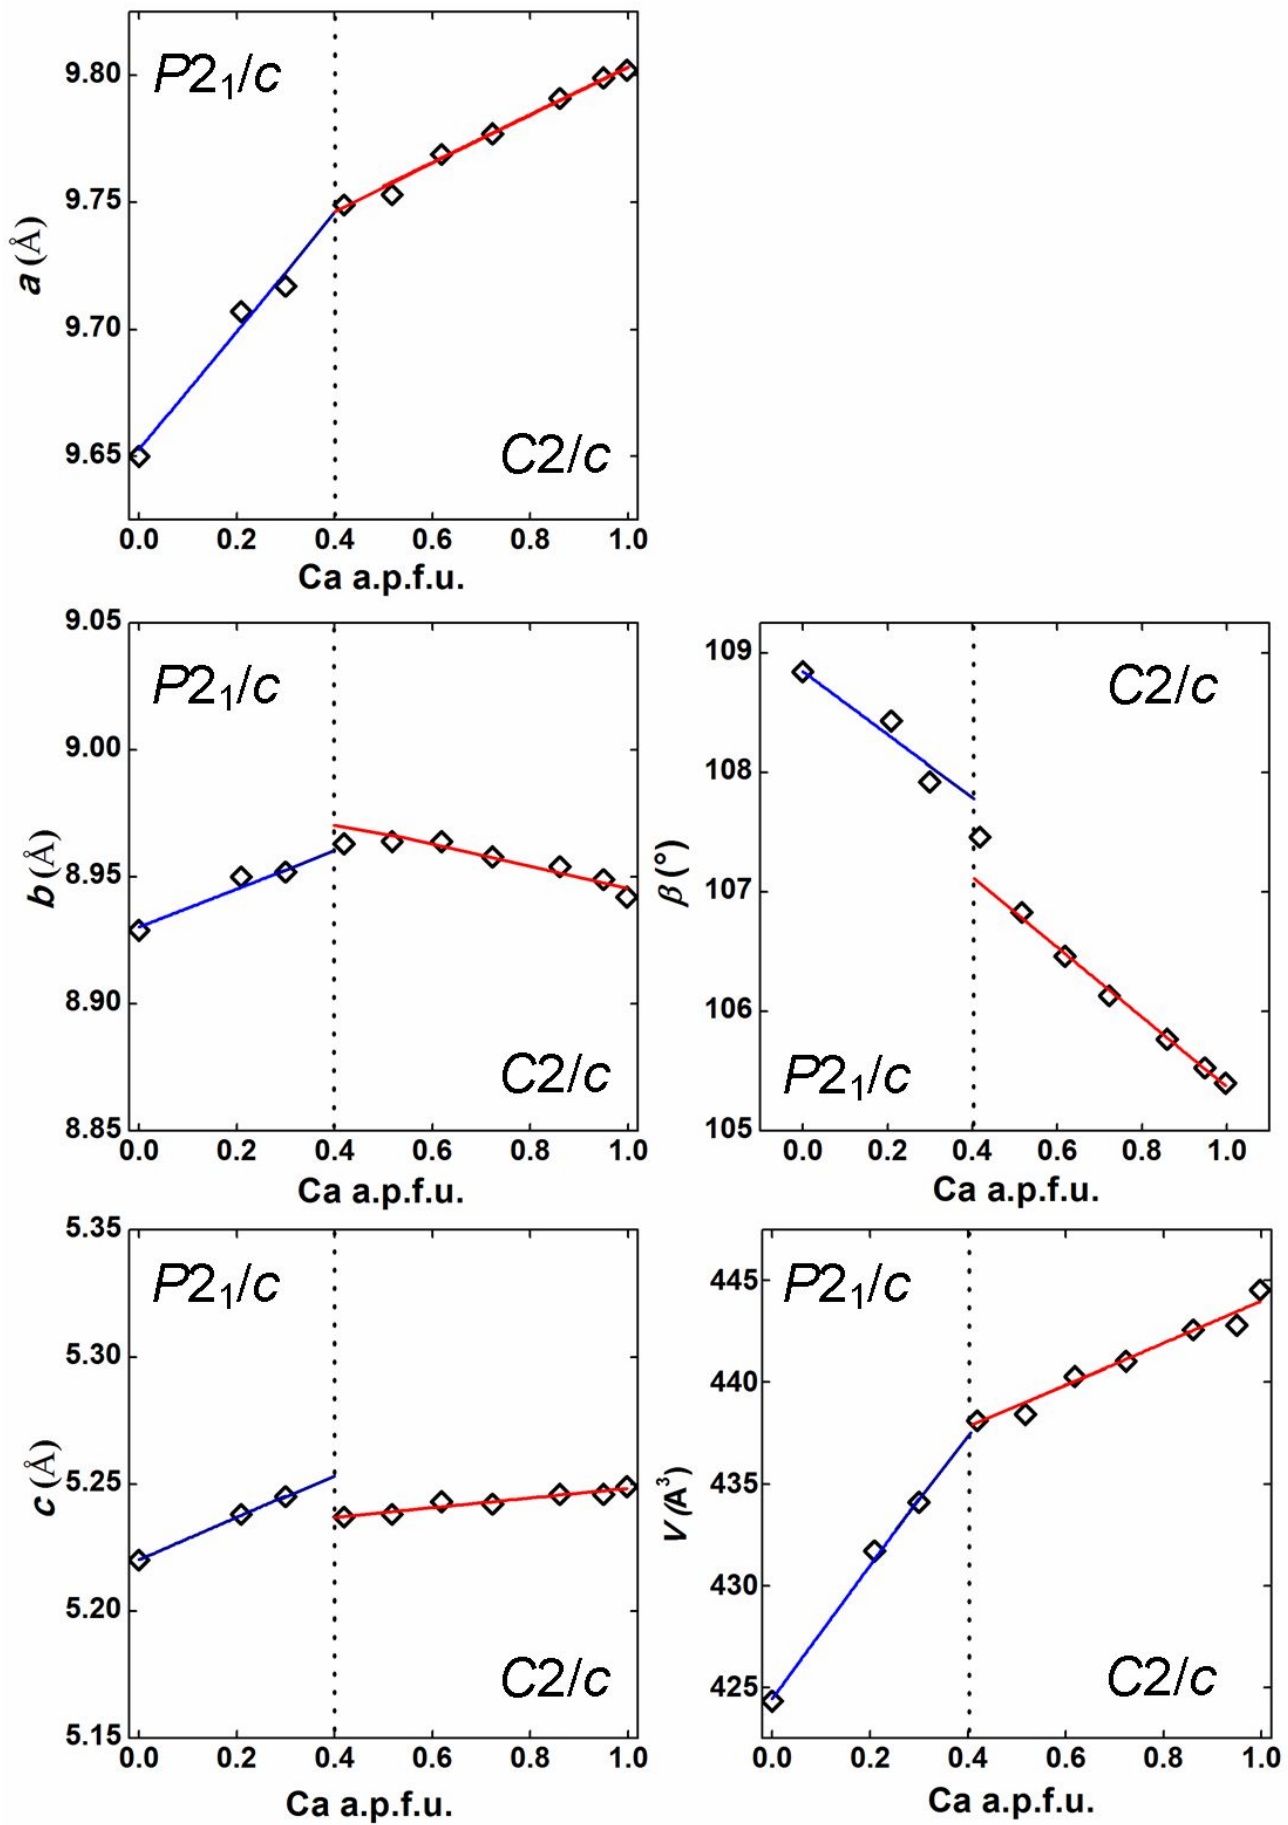 P2₁/c
9.80
9.75
a (Å)
9.70
9.65
C2/c
0.0 0.2 0.4 0.6 0.8 1.0
Ca a.p.f.u.
9.05
P2₁/c
9.00
b (Å)
8.95
8.90
C2/c
8.85
0.0 0.2 0.4 0.6 0.8 1.0
Ca a.p.f.u.
109
C2/c
108
β (°)
107
106
P2₁/c
105
0.0 0.2 0.4 0.6 0.8 1.0
Ca a.p.f.u.
5.35
P2₁/c
5.30
c (Å)
5.25
5.20
C2/c
5.15
0.0 0.2 0.4 0.6 0.8 1.0
Ca a.p.f.u.
445
P2₁/c
440
V (Å³)
435
430
C2/c
425
0.0 0.2 0.4 0.6 0.8 1.0
Ca a.p.f.u.